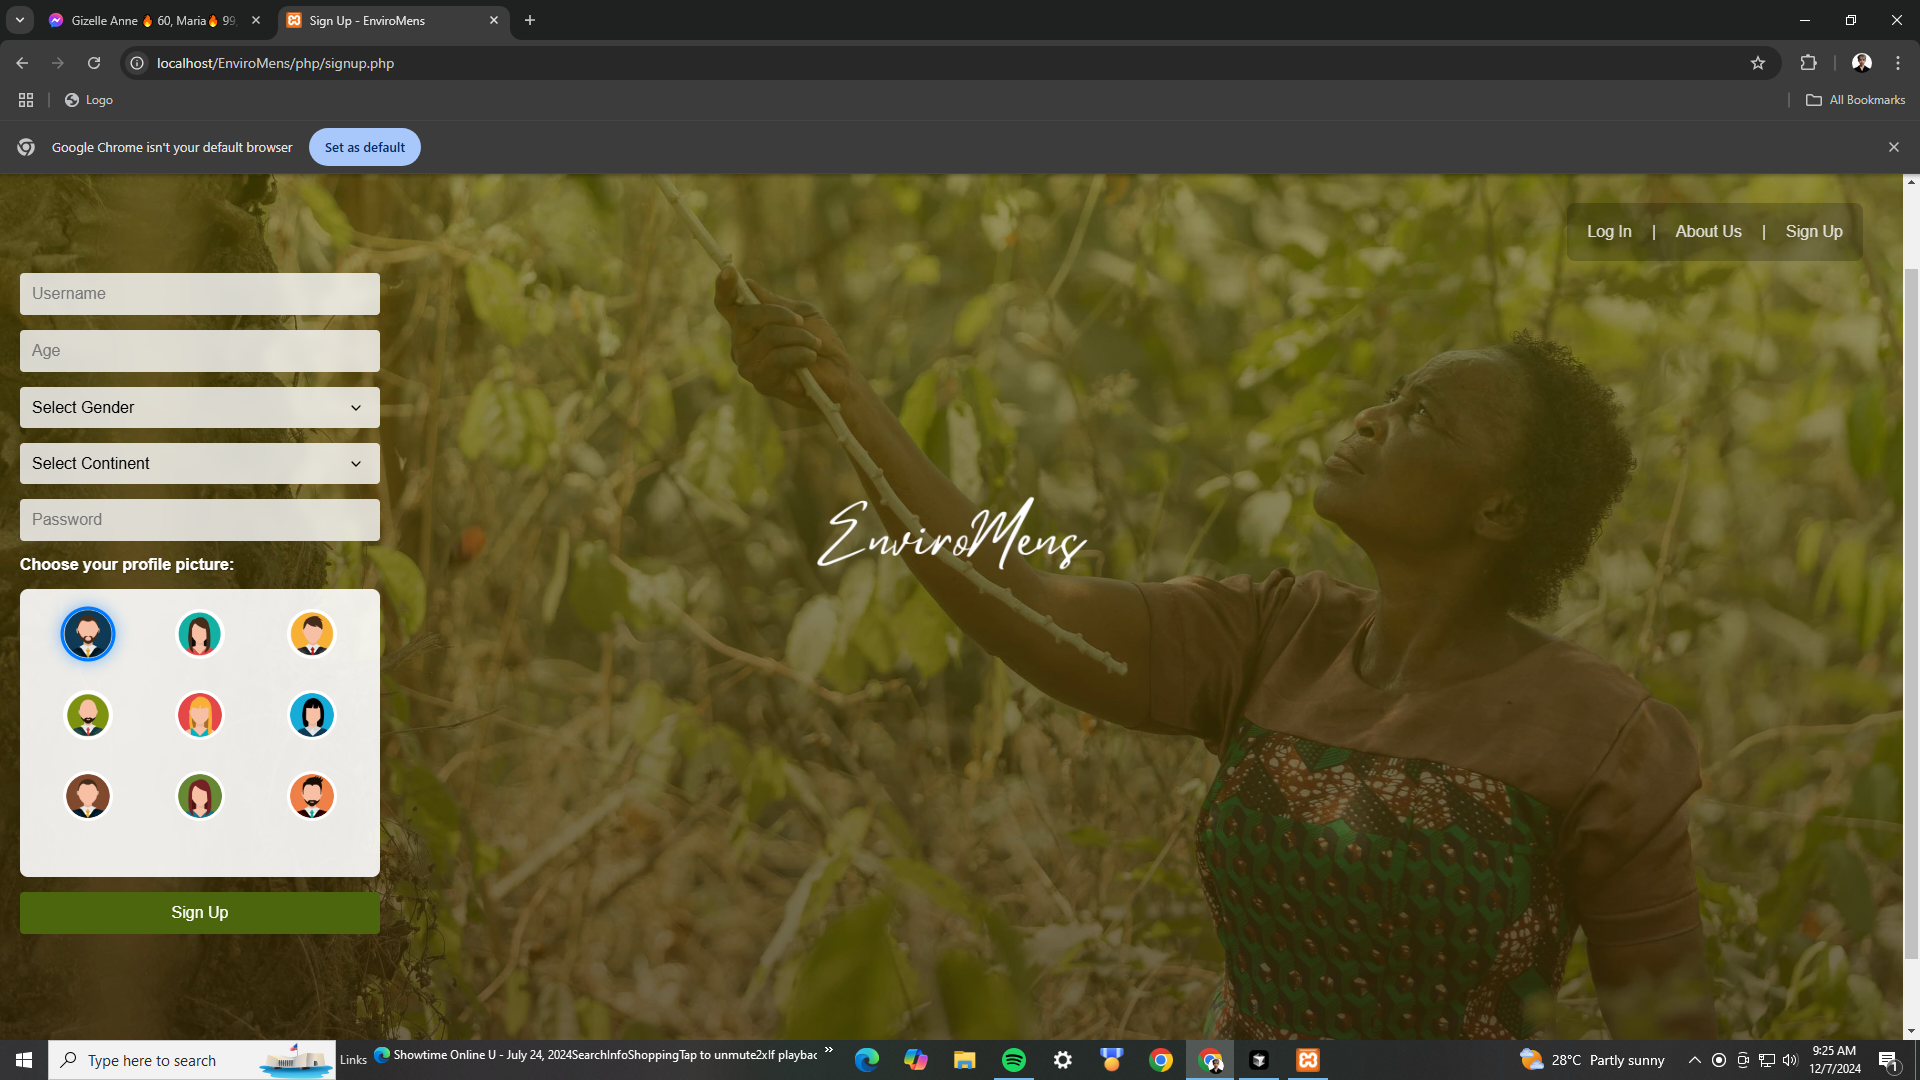 Gizelle Anne 🔥 60, Maria🔥 99,
Sign Up - EnviroMens
localhost/EnviroMens/php/signup.php
Logo
All Bookmarks
Google Chrome isn't your default browser
Set as default
Log In | About Us | Sign Up
Username
Age
Select Gender
Select Continent
Password
EnviroMens
Choose your profile picture:
Sign Up
Type here to search
Links
Showtime Online U - July 24, 2024SearchInfoShoppingTap to unmute2xIf playbac
28°C Partly sunny
9:25 AM
12/7/2024
1